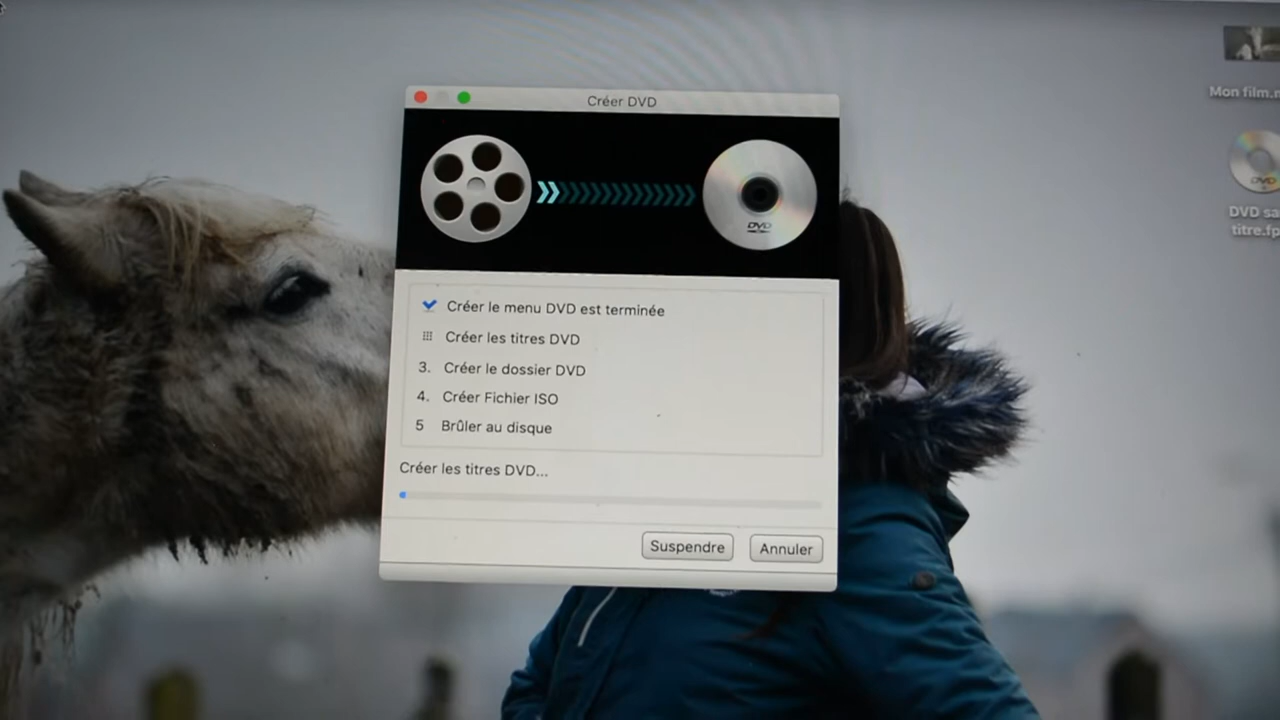 Créer DVD
DVD
Créer le menu DVD est terminée
Créer les titres DVD
3. Créer le dossier DVD
4. Créer Fichier ISO
5 Brûler au disque
Créer les titres DVD...
Suspendre
Annuler
Mon film.
DVD
DVD
titre.fp